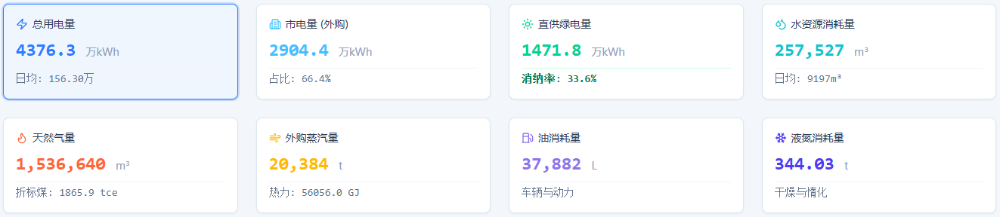 总用电量
4376.3 万kWh
日均: 156.30万
市电量 (外购)
2904.4 万kWh
占比: 66.4%
直供绿电量
1471.8 万kWh
消纳率: 33.6%
水资源消耗量
257,527 m³
日均: 9197m³
天然气量
1,536,640 m³
折标煤: 1865.9 tce
外购蒸汽量
20,384 t
热力: 56056.0 GJ
油消耗量
37,882 L
车辆与动力
液氮消耗量
344.03 t
干燥与惰化